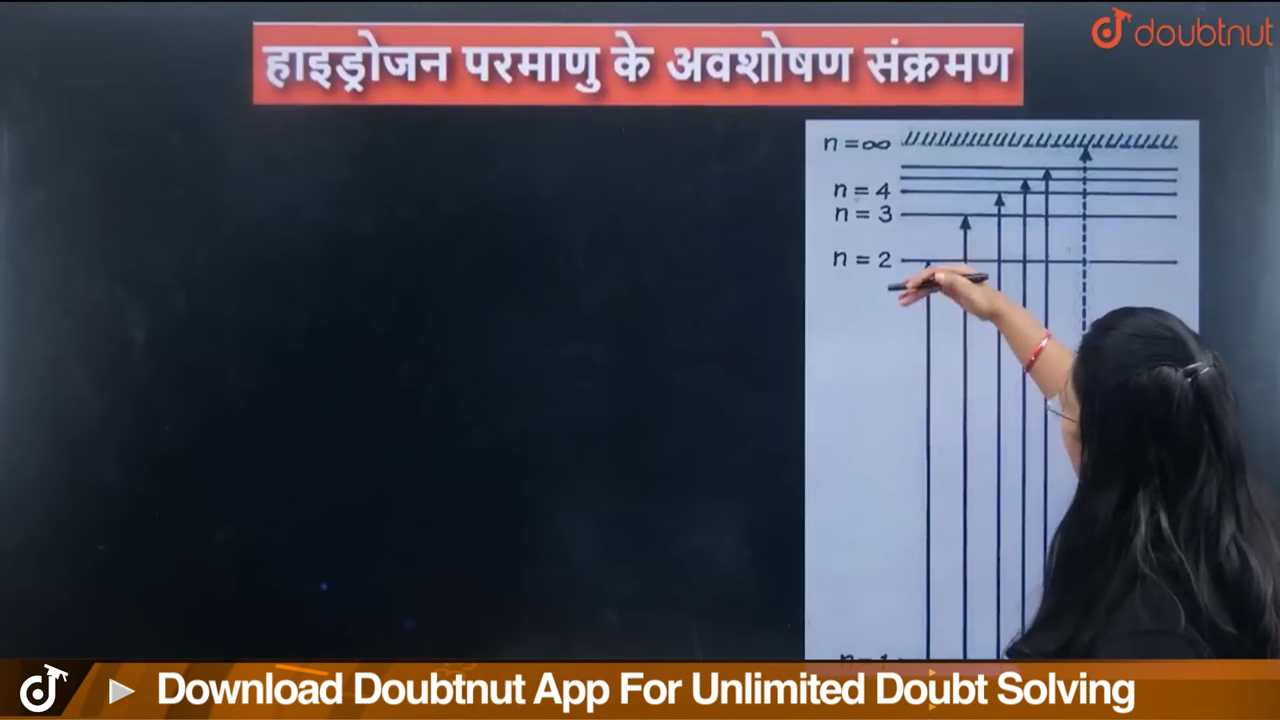 हाइड्रोजन परमाणु के अवशोषण संक्रमण
doubtnut
n = ∞
n = 4
n = 3
n = 2
Download Doubtnut App For Unlimited Doubt Solving